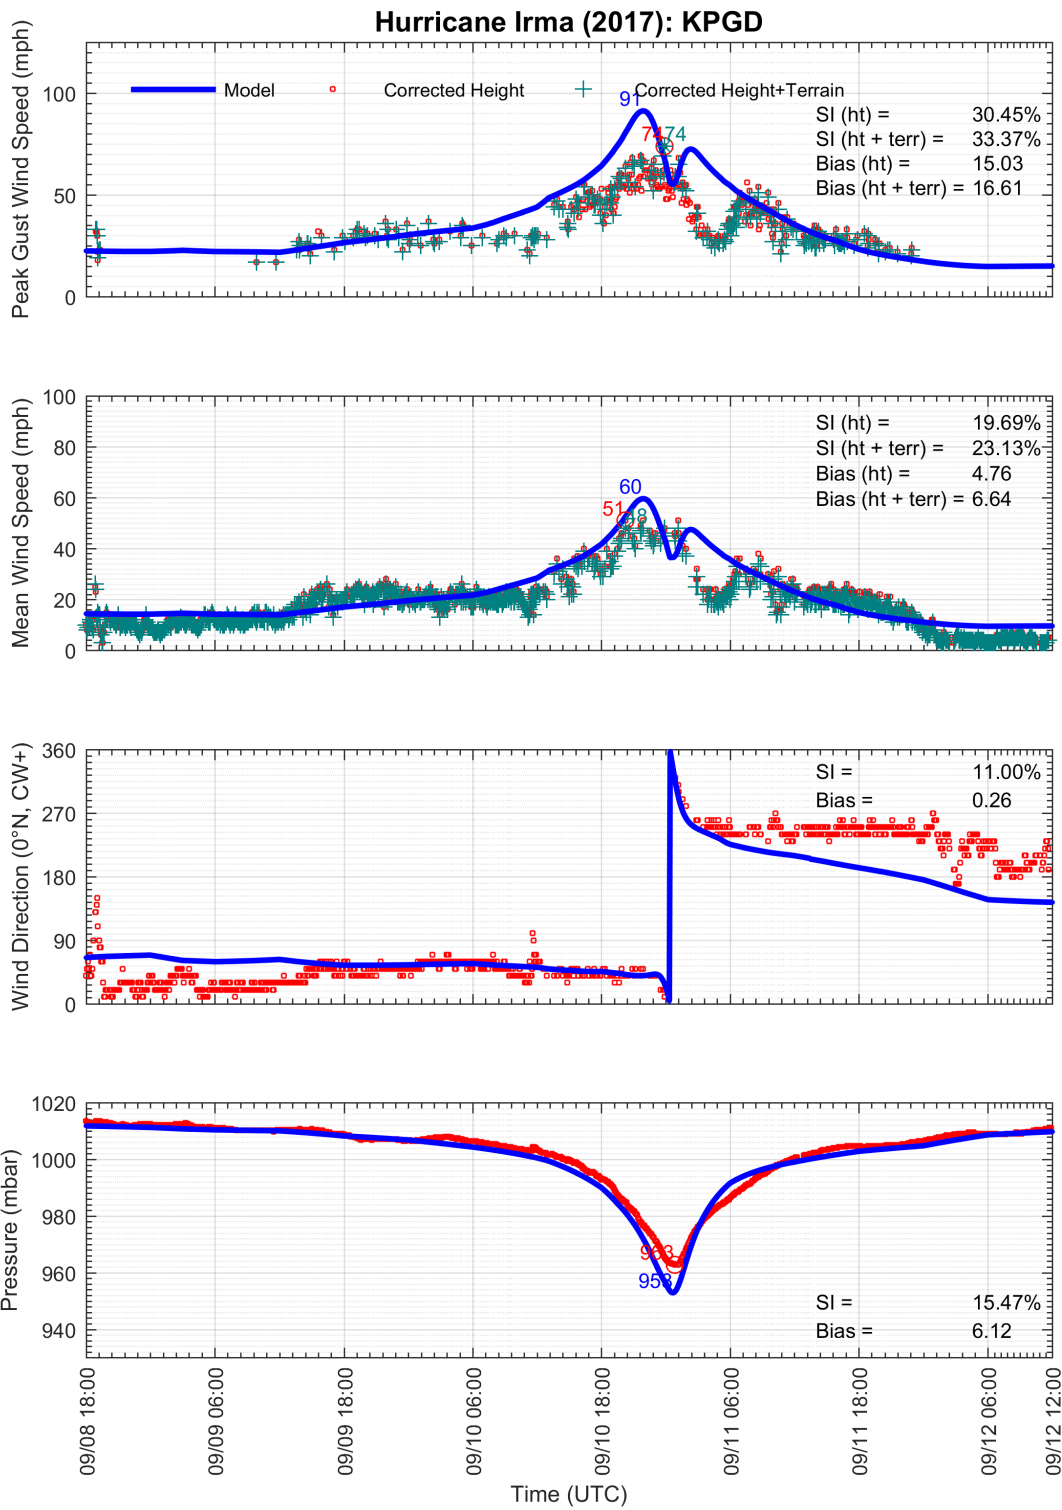 Hurricane Irma (2017): KPGD
Peak Gust Wind Speed (mph)
100
50
0
Model
Corrected Height
Corrected Height+Terrain
91
74
74
SI (ht) = 30.45%
SI (ht + terr) = 33.37%
Bias (ht) = 15.03
Bias (ht + terr) = 16.61
Mean Wind Speed (mph)
100
80
60
40
20
0
60
51
48
SI (ht) = 19.69%
SI (ht + terr) = 23.13%
Bias (ht) = 4.76
Bias (ht + terr) = 6.64
Wind Direction (0°N, CW+)
360
270
180
90
0
SI = 11.00%
Bias = 0.26
Pressure (mbar)
1020
1000
980
960
940
963
953
SI = 15.47%
Bias = 6.12
09/08 18:00
09/09 06:00
09/09 18:00
09/10 06:00
09/10 18:00
09/11 06:00
09/11 18:00
09/12 06:00
09/12 12:00
Time (UTC)